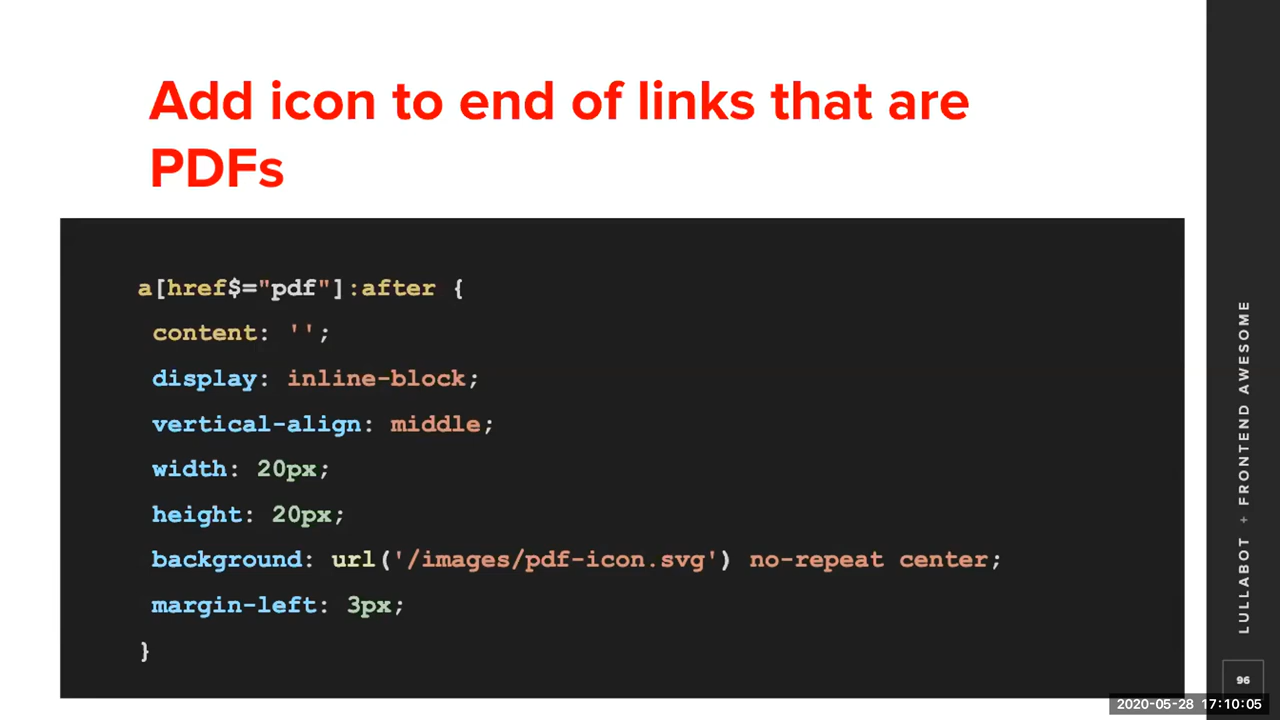 Add icon to end of links that are
PDFs
a[href$="pdf"]:after {
content: '';
display: inline-block;
vertical-align: middle;
width: 20px;
height: 20px;
background: url('/images/pdf-icon.svg') no-repeat center;
margin-left: 3px;
}
LULLABOT + FRONTEND AWESOME
96
2020-05-28 17:10:05